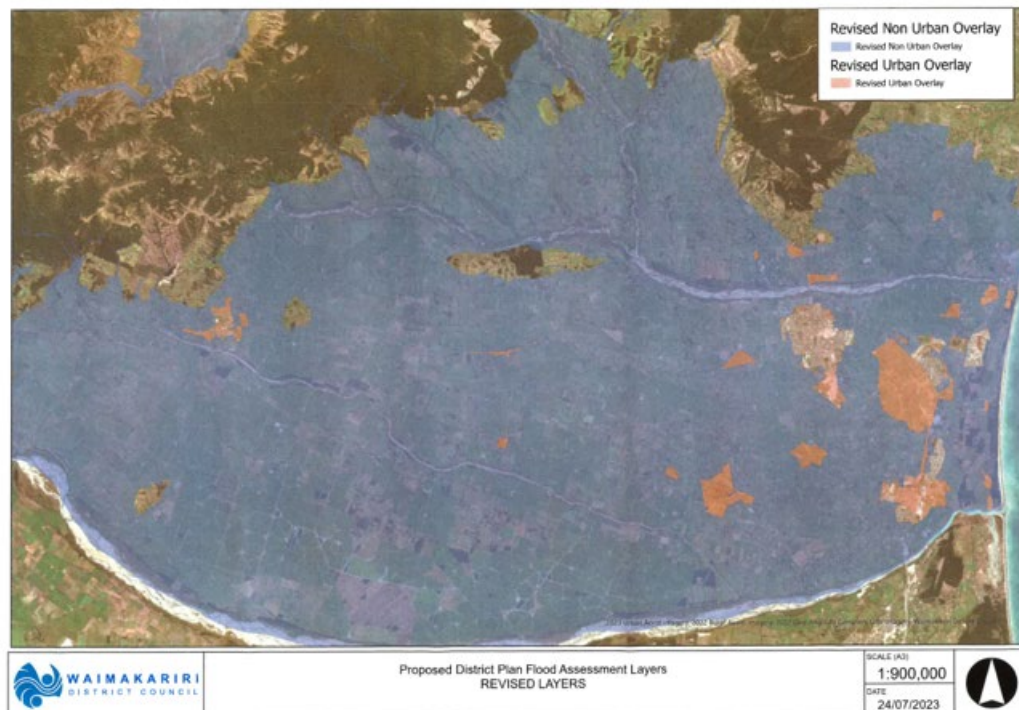 Revised Non Urban Overlay
Revised Non Urban Overlay
Revised Urban Overlay
Revised Urban Overlay
WAIMAKARIRI
DISTRICT COUNCIL
Proposed District Plan Flood Assessment Layers
REVISED LAYERS
SCALE (A3)
1:900,000
DATE
24/07/2023